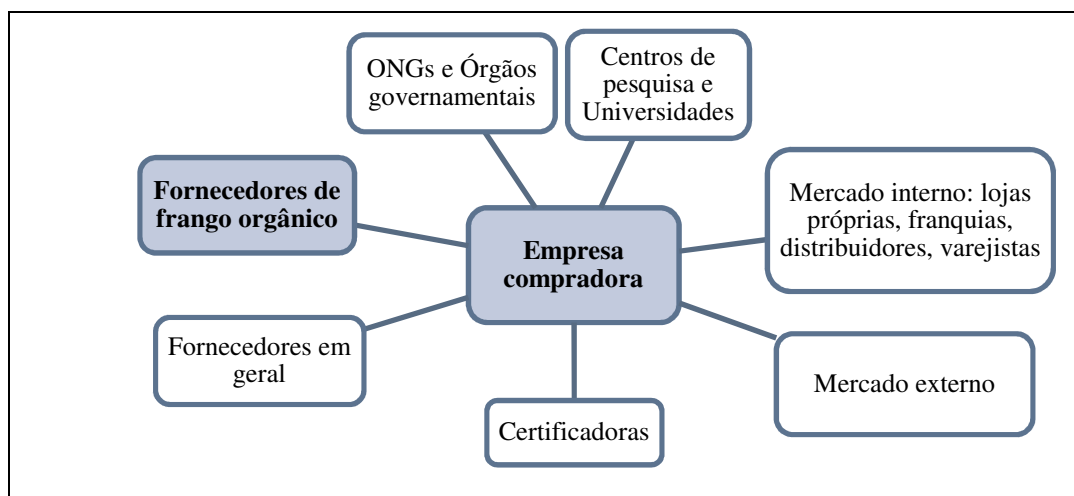 ONGs e Órgãos
governamentais
Centros de
pesquisa e
Universidades
Fornecedores de
frango orgânico
Mercado interno: lojas
próprias, franquias,
distribuidores, varejistas
Empresa
compradora
Fornecedores em
geral
Certificadoras
Mercado externo